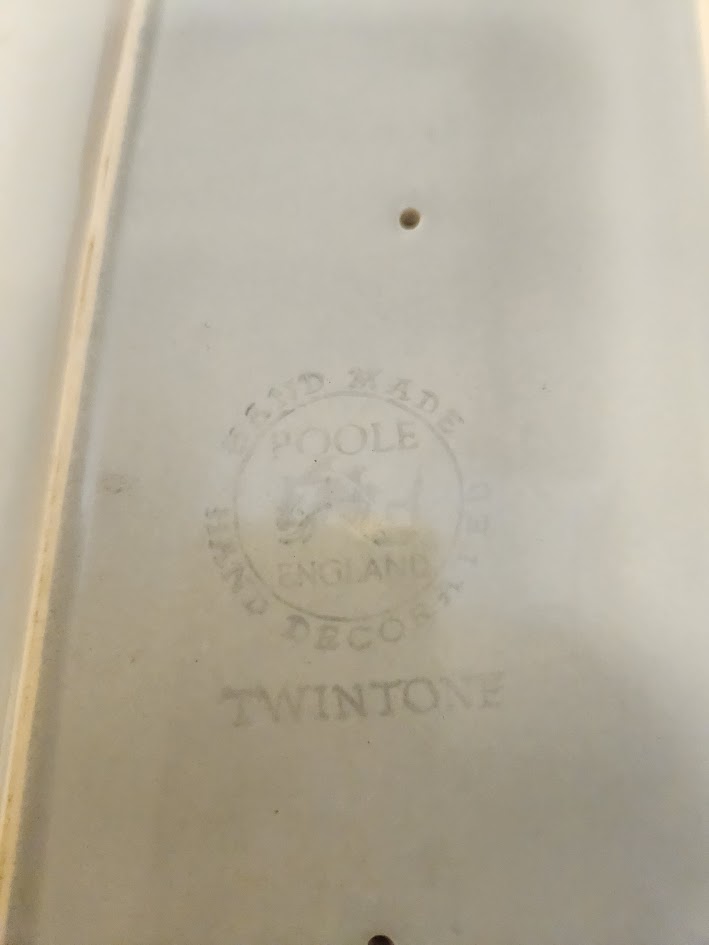 HAND MADE
POOLE
ENGLAND
HAND DECORATED
TWINTONE